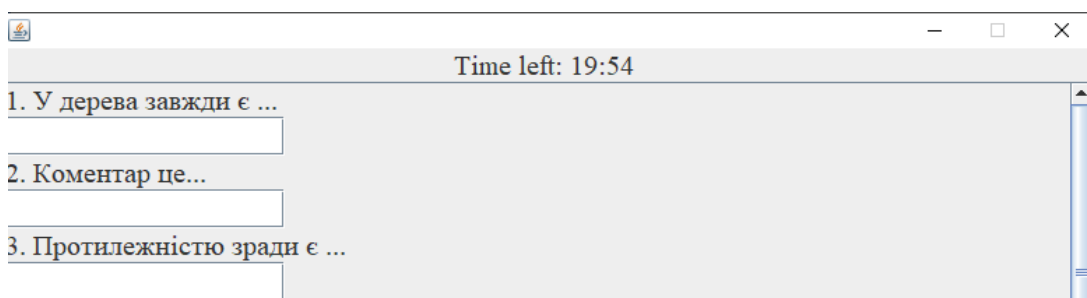 Time left: 19:54
1. У дерева завжди є ...
2. Коментар це...
3. Протилежністю зради є ...